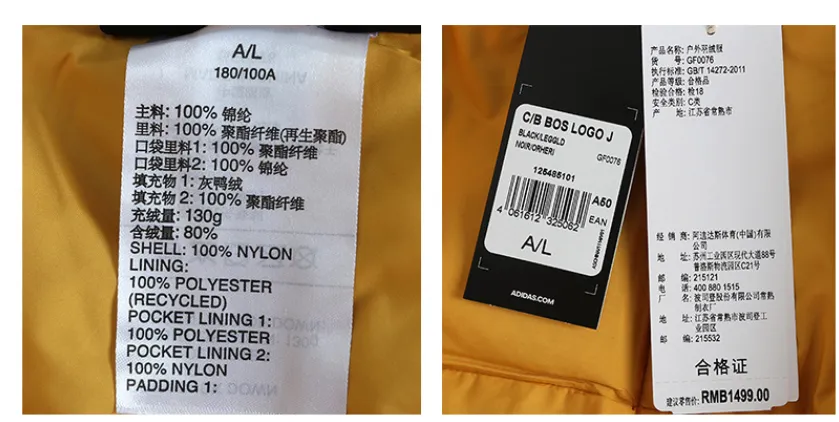 A/L
180/100A
主料: 100% 锦纶
里料: 100% 聚酯纤维(再生聚酯)
口袋里料1: 100% 聚酯纤维
口袋里料2: 100% 锦纶
填充物 1: 灰鸭绒
填充物 2: 100% 聚酯纤维
充绒量: 130g
含绒量: 80%
SHELL: 100% NYLON
LINING:
100% POLYESTER
(RECYCLED)
POCKET LINING 1:
100% POLYESTER
POCKET LINING 2:
100% NYLON
PADDING 1:
C/B BOS LOGO J
BLACK/LEGGLD
NOIR/ORHERI
GF0076
125485101
A50
EAN
4 061612 325062
A/L
ADIDAS.COM
产品名称: 户外羽绒服
货 号: GF0076
执行标准: GB/T 14272-2011
产品等级: 合格品
检验合格: 检18
安全类别: C类
产 地: 江苏省常熟市
经 销 商: 阿迪达斯体育(中国)有限
公司
地 址: 苏州工业园区现代大道88号
普洛斯物流园区C21号
邮 编: 215121
电 话: 400 880 1515
厂 名: 波司登股份有限公司常熟
制衣厂
地 址: 江苏省常熟市波司登工
业园区
邮 编: 215532
合格证
建议零售价: RMB1499.00